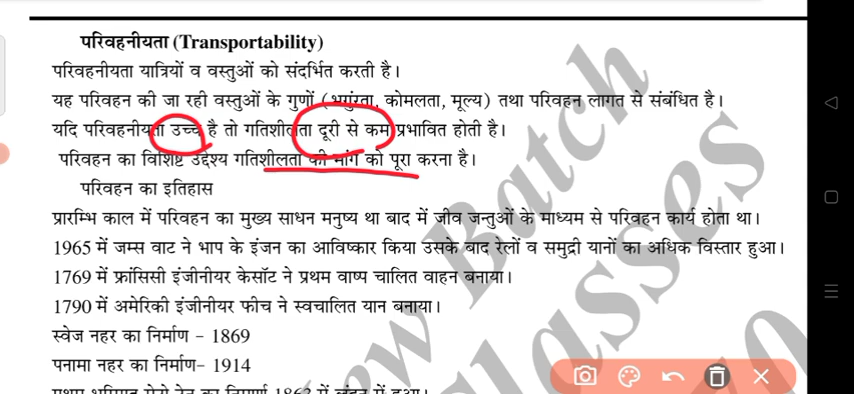 परिवहनीयता (Transportability)
परिवहनीयता यात्रियों व वस्तुओं को संदर्भित करती है।
यह परिवहन की जा रही वस्तुओं के गुणों (भगुंरता, कोमलता, मूल्य) तथा परिवहन लागत से संबंधित है।
यदि परिवहनीयता उच्च है तो गतिशीलता दूरी से कम प्रभावित होती है।
परिवहन का विशिष्ट उद्देश्य गतिशीलता की मांग को पूरा करना है।
परिवहन का इतिहास
प्रारम्भि काल में परिवहन का मुख्य साधन मनुष्य था बाद में जीव जन्तुओं के माध्यम से परिवहन कार्य होता था।
1965 में जम्स वाट ने भाप के इंजन का आविष्कार किया उसके बाद रेलों व समुद्री यानों का अधिक विस्तार हुआ।
1769 में फ्रांसिसी इंजीनीयर केसॉट ने प्रथम वाष्प चालित वाहन बनाया।
1790 में अमेरिकी इंजीनीयर फीच ने स्वचालित यान बनाया।
स्वेज नहर का निर्माण - 1869
पनामा नहर का निर्माण- 1914